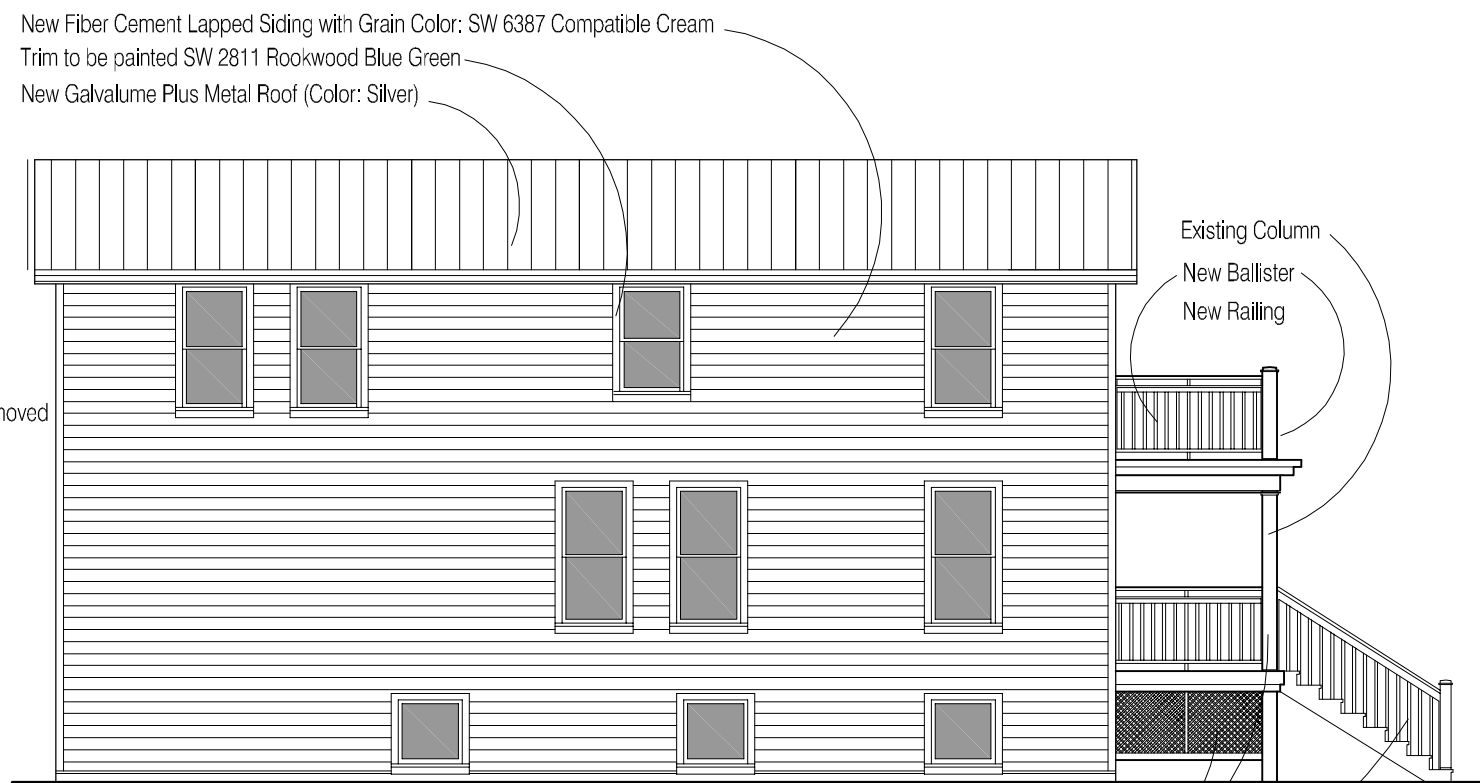 New Fiber Cement Lapped Siding with Grain Color: SW 6387 Compatible Cream
Trim to be painted SW 2811 Rookwood Blue Green
New Galvalume Plus Metal Roof (Color: Silver)
Existing Column
New Ballister
New Railing